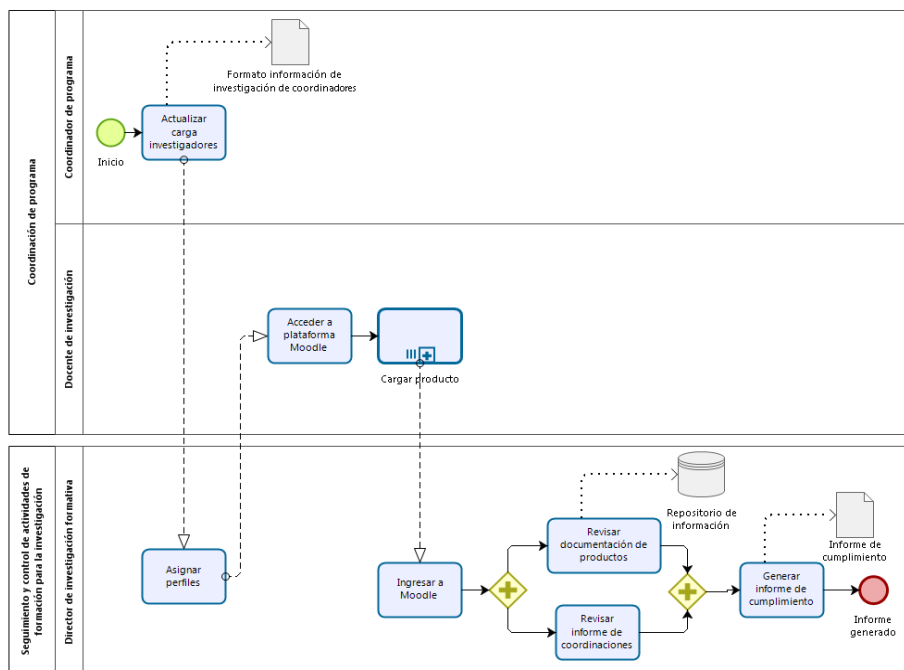 Coordinación de programa
Coordinador de programa
Formato información de
investigación de coordinadores
Actualizar
carga
investigadores
Inicio
Docente de investigación
Acceder a
plataforma
Moodle
Cargar producto
Seguimiento y control de actividades de
formación para la investigación
Director de investigación formativa
Asignar
perfiles
Ingresar a
Moodle
Revisar
documentación de
productos
Repositorio de
información
Revisar
informe de
coordinaciones
Generar
informe de
cumplimiento
Informe de
cumplimiento
Informe
generado